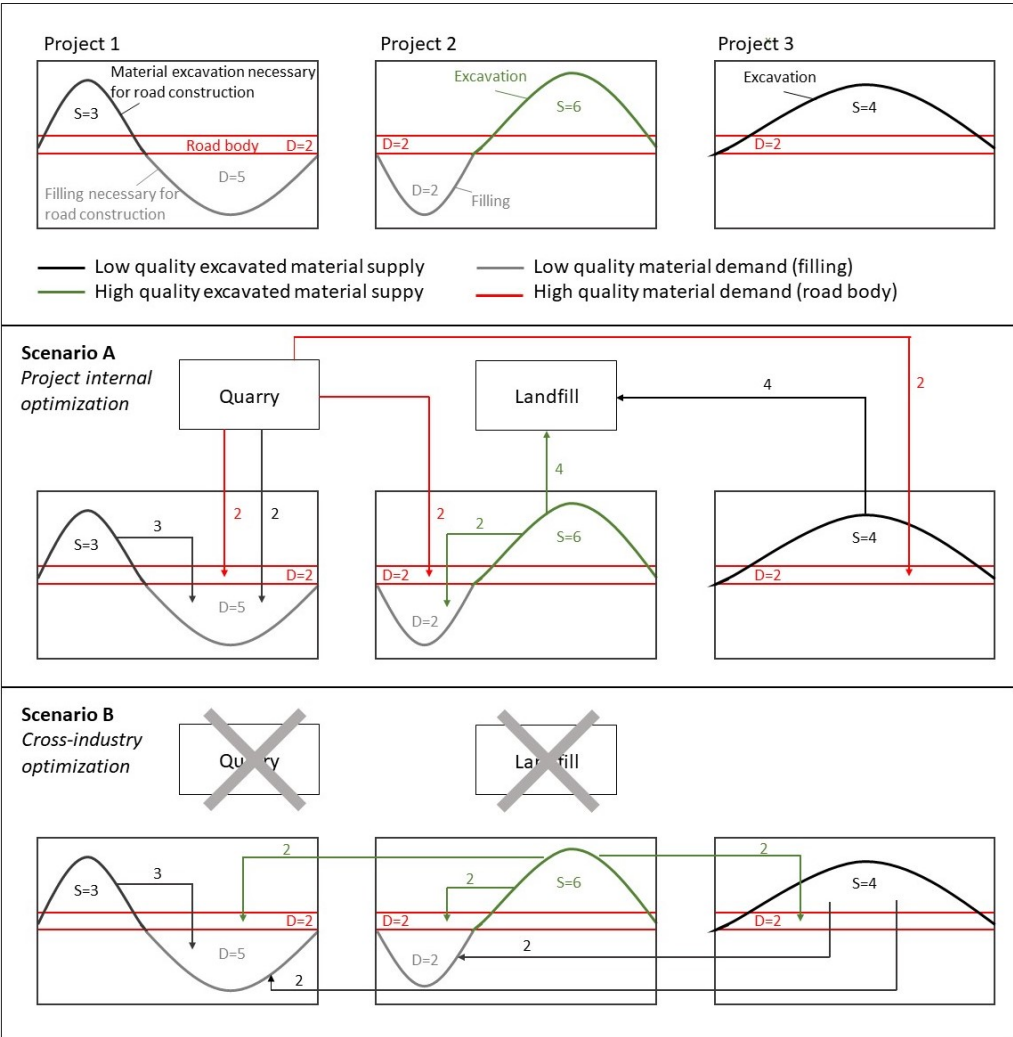 Project 1
Project 2
Project 3
Material excavation necessary
for road construction
S=3
Road body
D=2
D=5
Filling necessary for
road construction
Excavation
S=6
D=2
D=2
Filling
Excavation
S=4
D=2
Low quality excavated material supply
Low quality material demand (filling)
High quality excavated material suppy
High quality material demand (road body)
Scenario A
Project internal
optimization
Quarry
Landfill
4
2
4
2
2
2
3
2
S=3
D=2
D=5
S=6
D=2
D=2
S=4
D=2
Scenario B
Cross-industry
optimization
Quarry
Landfill
2
2
3
2
S=3
D=2
D=5
S=6
D=2
D=2
S=4
D=2
2
2